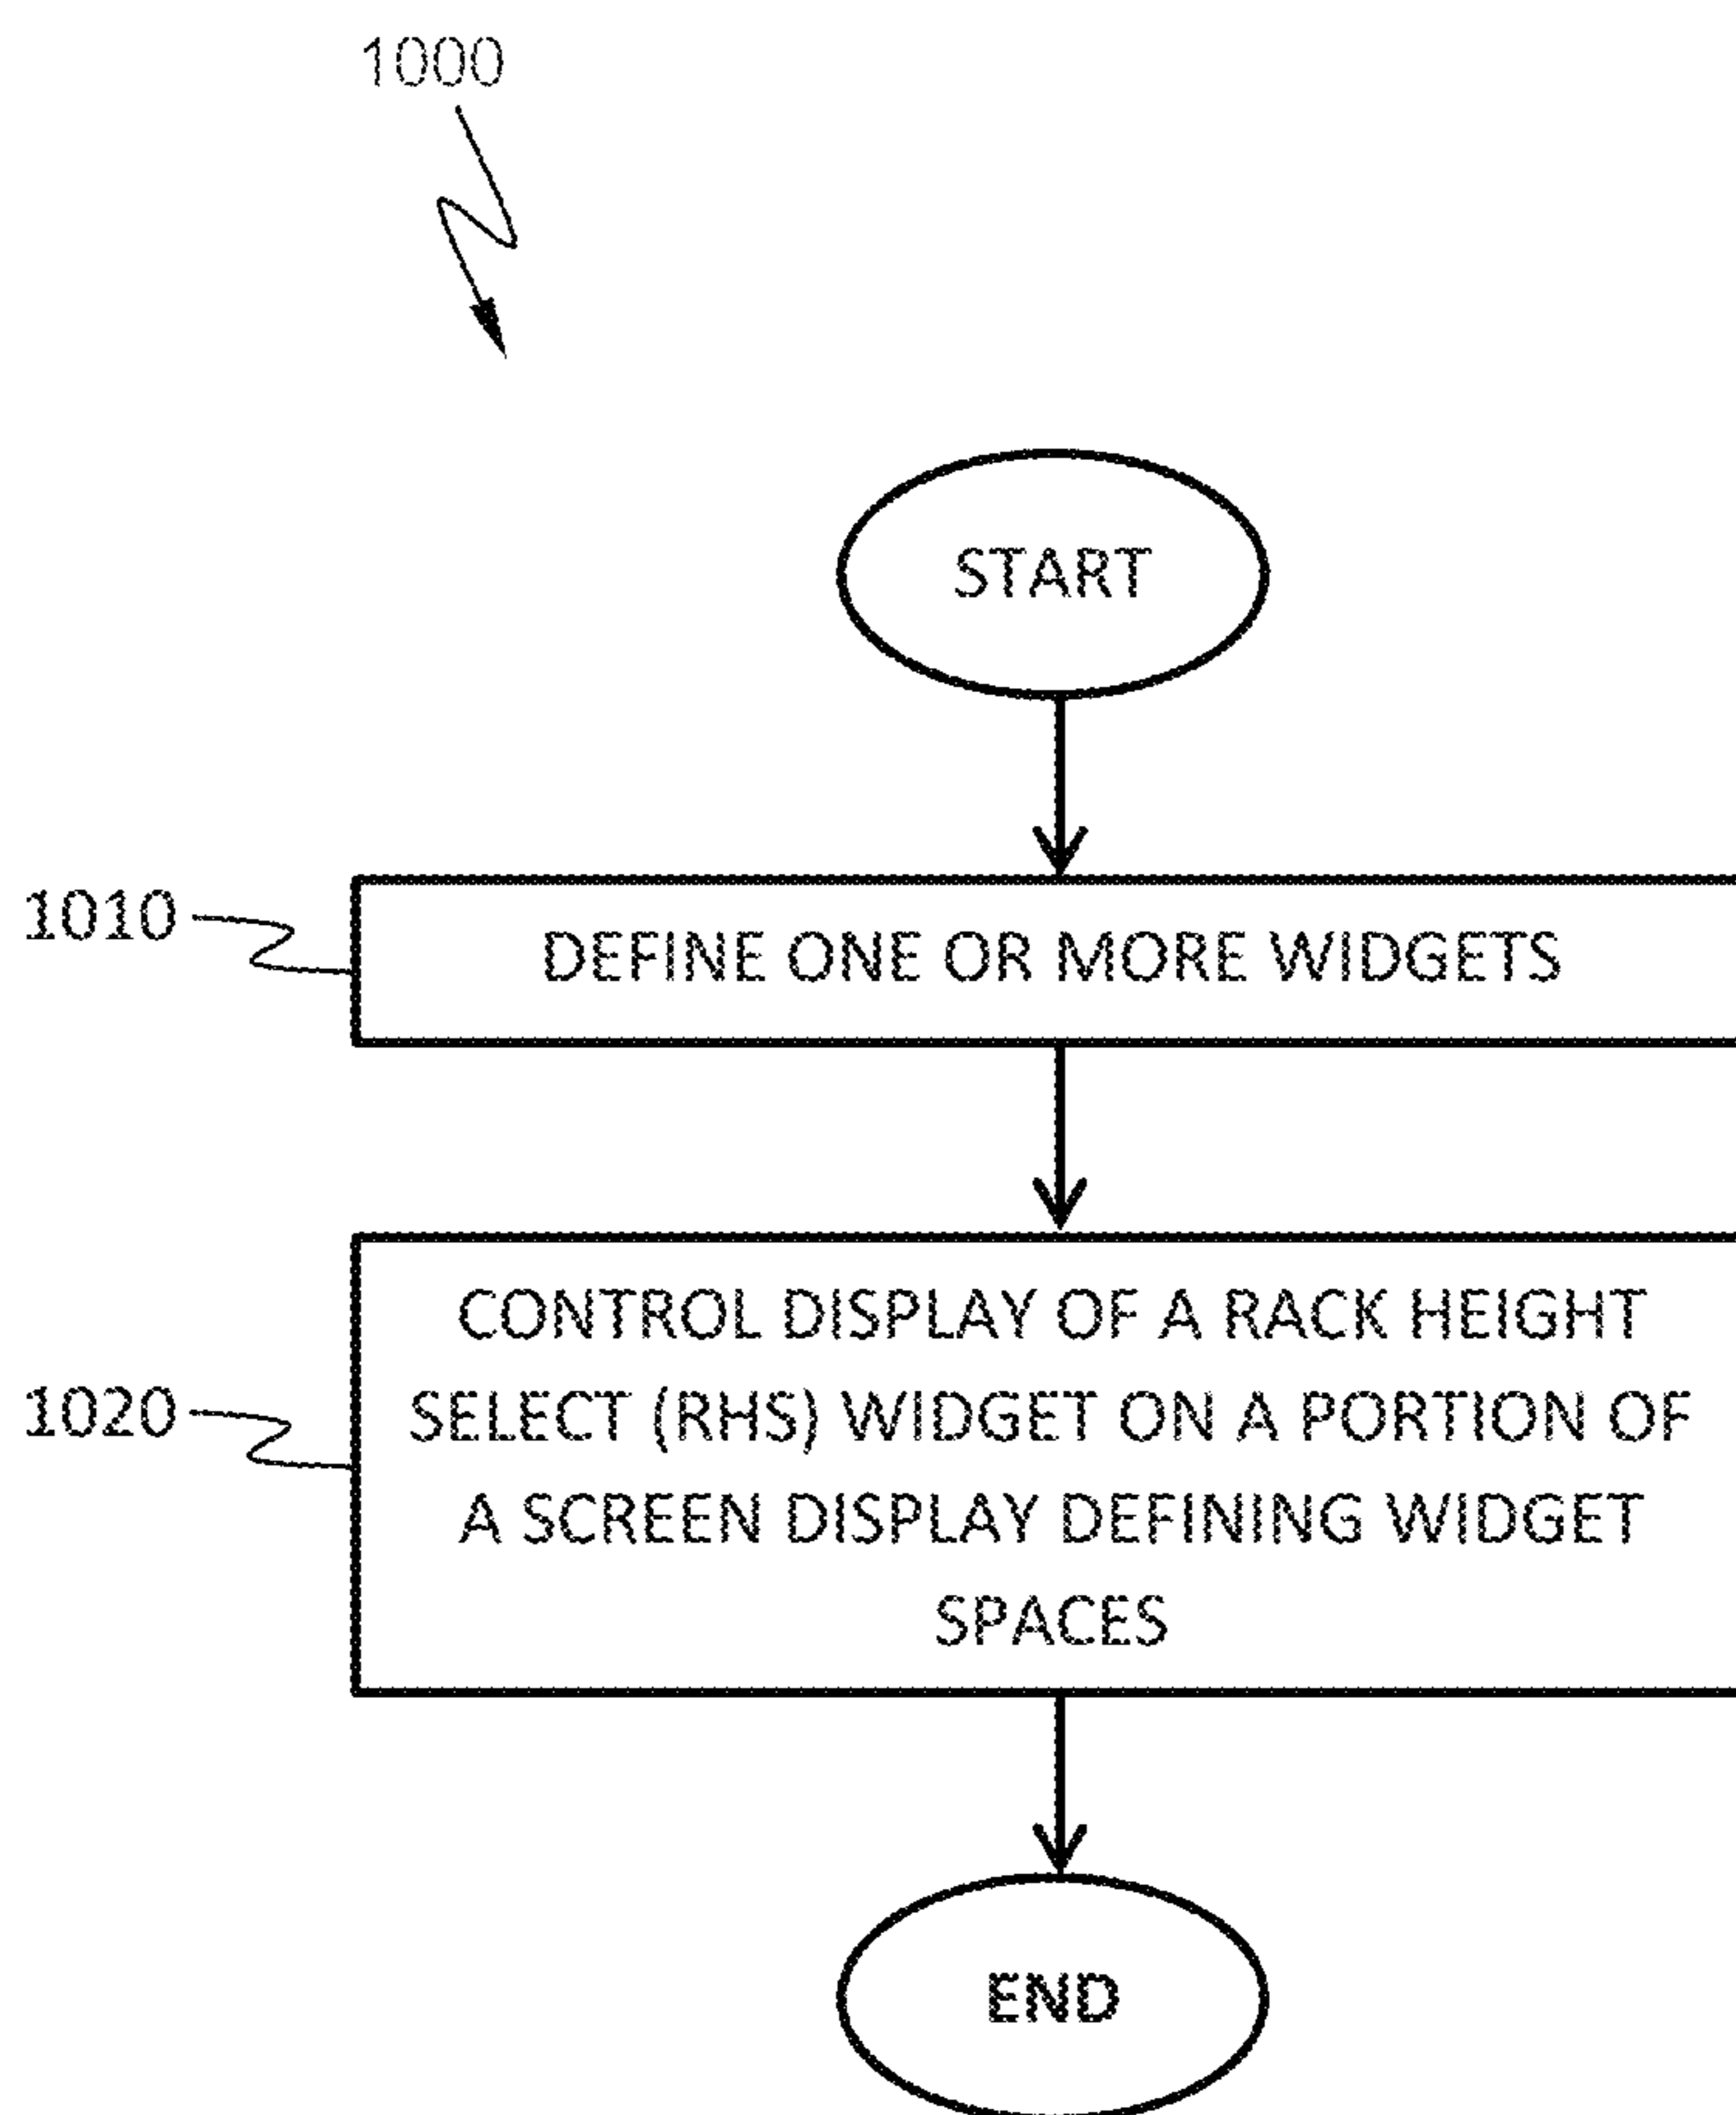 1000
START
1010
DEFINE ONE OR MORE WIDGETS
CONTROL DISPLAY OF A RACK HEIGHT
1020
SELECT (RHS) WIDGET ON A PORTION OF
A SCREEN DISPLAY DEFINING WIDGET
SPACES
END